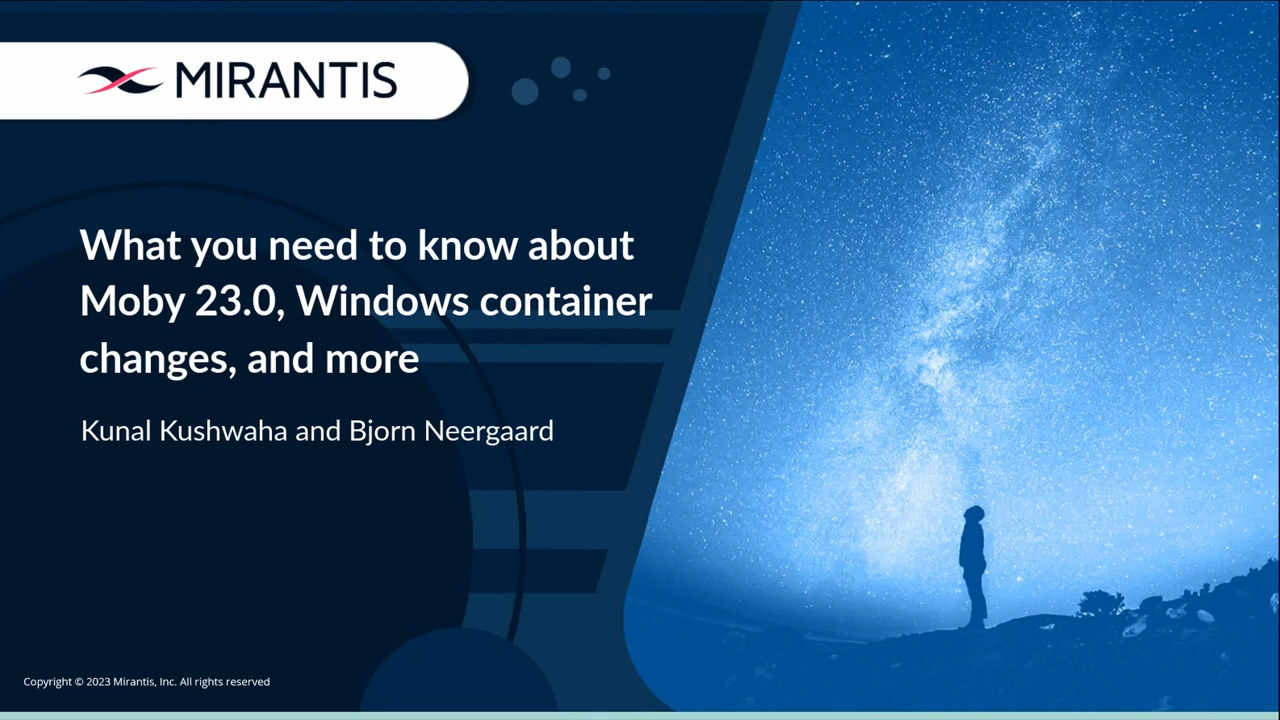 MIRANTIS
What you need to know about
Moby 23.0, Windows container
changes, and more
Kunal Kushwaha and Bjorn Neergaard
Copyright © 2023 Mirantis, Inc. All rights reserved